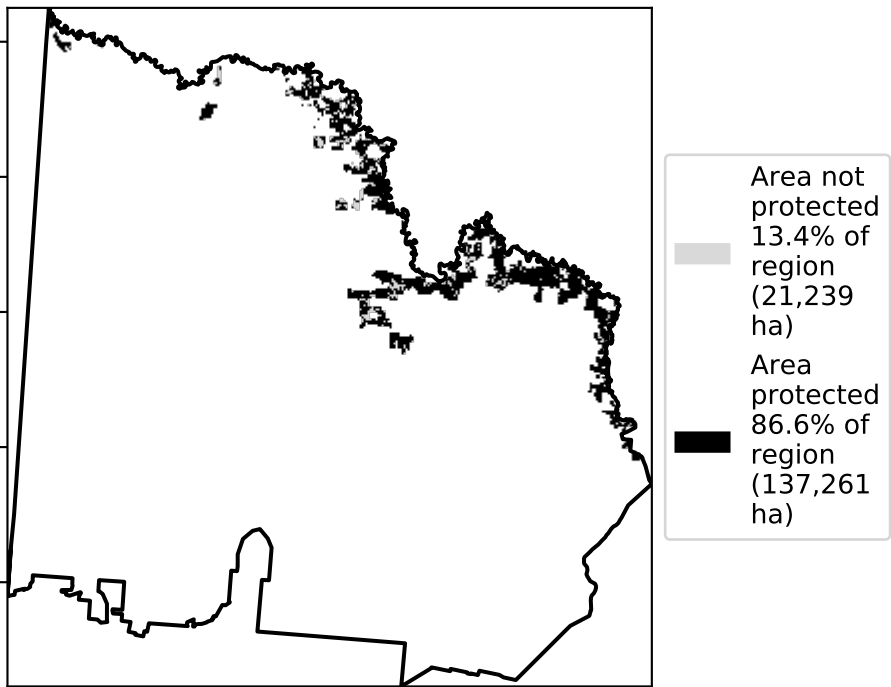 Area not
protected
13.4% of
region
(21,239
ha)
Area
protected
86.6% of
region
(137,261
ha)